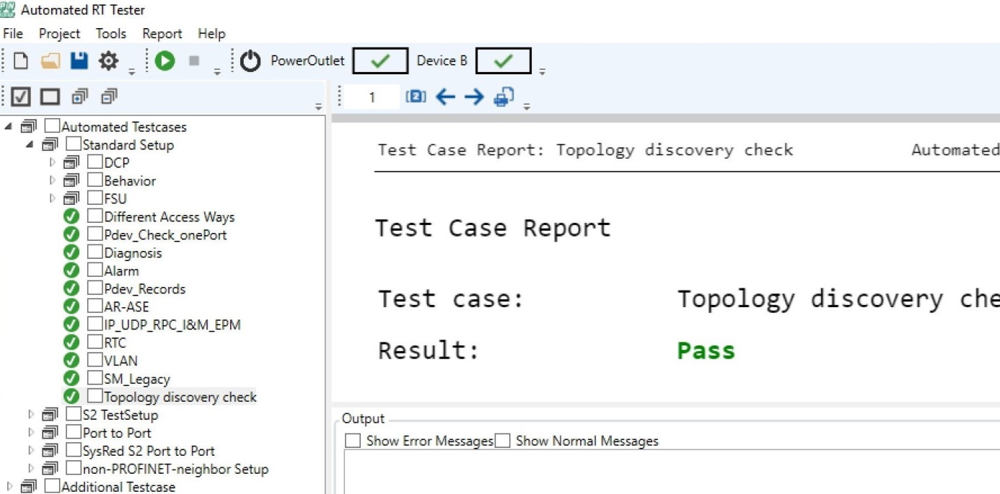 Automated RT Tester
File Project Tools Report Help
PowerOutlet Device B
1
Automated Testcases
Standard Setup
DCP
Behavior
FSU
Different Access Ways
Pdev_Check_onePort
Diagnosis
Alarm
Pdev_Records
AR-ASE
IP_UDP_RPC_I&M_EPM
RTC
VLAN
SM_Legacy
Topology discovery check
S2 TestSetup
Port to Port
SysRed S2 Port to Port
non-PROFINET-neighbor Setup
Additional Testcase
Test Case Report: Topology discovery check Automated
Test Case Report
Test case: Topology discovery che
Result: Pass
Output
Show Error Messages Show Normal Messages